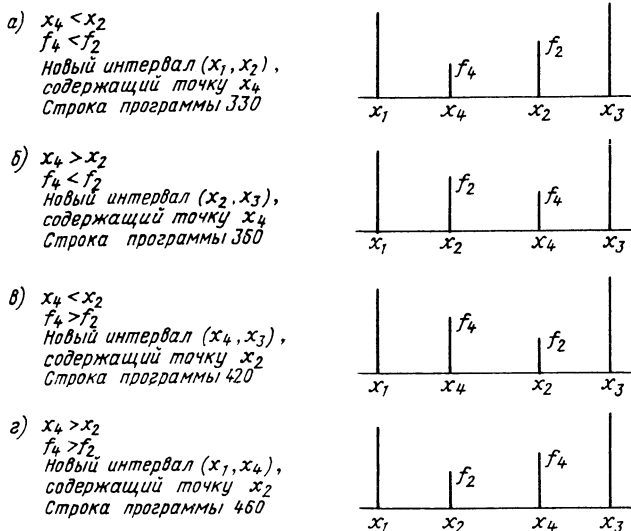 а) x₄ < x₂
f₄ < f₂
Новый интервал (x₁, x₂),
содержащий точку x₄
Строка программы 330
f₄ f₂
x₁ x₄ x₂ x₃
б) x₄ > x₂
f₄ < f₂
Новый интервал (x₂, x₃),
содержащий точку x₄
Строка программы 360
f₂ f₄
x₁ x₂ x₄ x₃
в) x₄ < x₂
f₄ > f₂
Новый интервал (x₄, x₃),
содержащий точку x₂
Строка программы 420
f₄ f₂
x₁ x₄ x₂ x₃
г) x₄ > x₂
f₄ > f₂
Новый интервал (x₁, x₄),
содержащий точку x₂
Строка программы 460
f₂ f₄
x₁ x₂ x₄ x₃